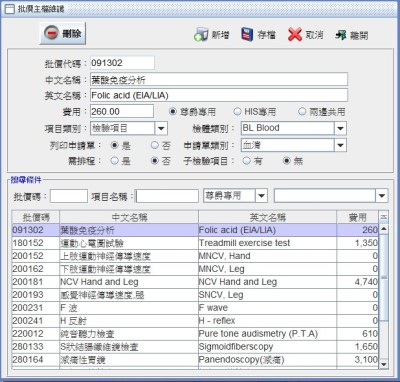 批價主檔維護
刪除 新增 存檔 取消 離開
批價代碼: 091302
中文名稱: 葉酸免疫分析
英文名稱: Folic acid (EIA/LIA)
費用: 260.00 尊爵專用 HIS專用 兩邊共用
項目類別: 檢驗項目 檢體類別: BL Blood
列印申請單: 是 否 申請單類別: 血清
需排程: 是 否 子檢驗項目: 有 無
搜尋條件
批價碼: 項目名稱: 尊爵專用
批價碼 中文名稱 英文名稱 費用
091302 葉酸免疫分析 Folic acid (EIA/LIA) 260
180152 運動心電圖試驗 Treadmill exercise test 1,350
200152 上肢運動神經傳導速度 MNCV, Hand 0
200162 下肢運動神經傳導速度 MNCV, Leg 0
200181 NCV Hand and Leg NCV Hand and Leg 4,740
200193 感覺神經傳導速度.腿 SNCV, Leg 0
200231 F 波 F wave 0
200241 H 反射 H - reflex 0
220012 純音聽力檢查 Pure tone audismetry (P.T.A) 610
280133 S狀結腸纖維鏡檢查 Sigmoidfiberscopy 1,650
280164 減痛性胃鏡 Panendoscopy(減痛) 3,100